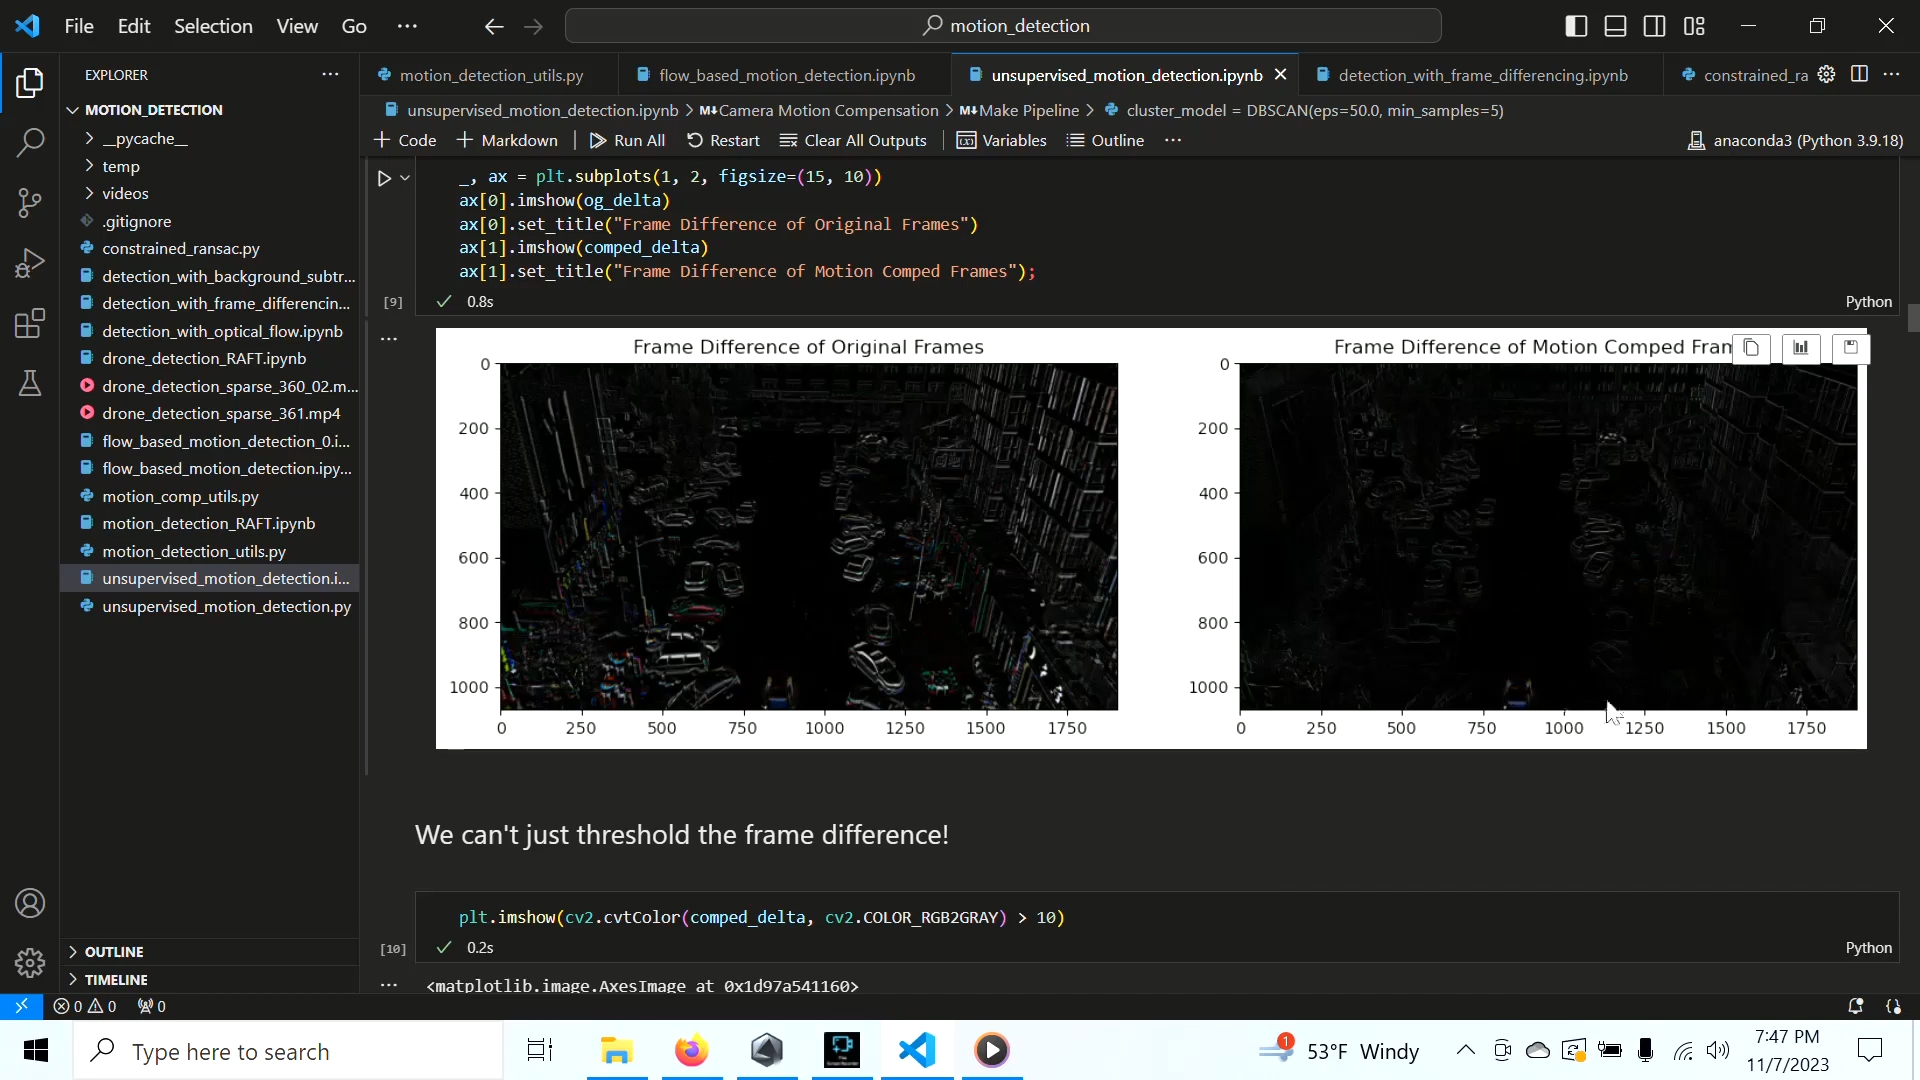 File Edit Selection View Go ··· motion_detection
EXPLORER
MOTION_DETECTION
__pycache__
temp
videos
.gitignore
constrained_ransac.py
detection_with_background_subtr...
detection_with_frame_differencin...
detection_with_optical_flow.ipynb
drone_detection_RAFT.ipynb
drone_detection_sparse_360_02.m...
drone_detection_sparse_361.mp4
flow_based_motion_detection_0.i...
flow_based_motion_detection.ipy...
motion_comp_utils.py
motion_detection_RAFT.ipynb
motion_detection_utils.py
unsupervised_motion_detection.i...
unsupervised_motion_detection.py
OUTLINE
TIMELINE
motion_detection_utils.py flow_based_motion_detection.ipynb unsupervised_motion_detection.ipynb detection_with_frame_differencing.ipynb constrained_ra
unsupervised_motion_detection.ipynb > M↓Camera Motion Compensation > M↓Make Pipeline > cluster_model = DBSCAN(eps=50.0, min_samples=5)
+ Code + Markdown Run All Restart Clear All Outputs Variables Outline ··· anaconda3 (Python 3.9.18)
_, ax = plt.subplots(1, 2, figsize=(15, 10))
ax[0].imshow(og_delta)
ax[0].set_title("Frame Difference of Original Frames")
ax[1].imshow(comped_delta)
ax[1].set_title("Frame Difference of Motion Comped Frames");
[9] 0.8s Python
Frame Difference of Original Frames
0
200
400
600
800
1000
0 250 500 750 1000 1250 1500 1750
Frame Difference of Motion Comped Fram
0
200
400
600
800
1000
0 250 500 750 1000 1250 1500 1750
We can't just threshold the frame difference!
plt.imshow(cv2.cvtColor(comped_delta, cv2.COLOR_RGB2GRAY) > 10)
[10] 0.2s Python
<matplotlib.image.AxesImage at 0x1d97a541160>
0 0 0
Type here to search
1 53°F Windy
7:47 PM
11/7/2023